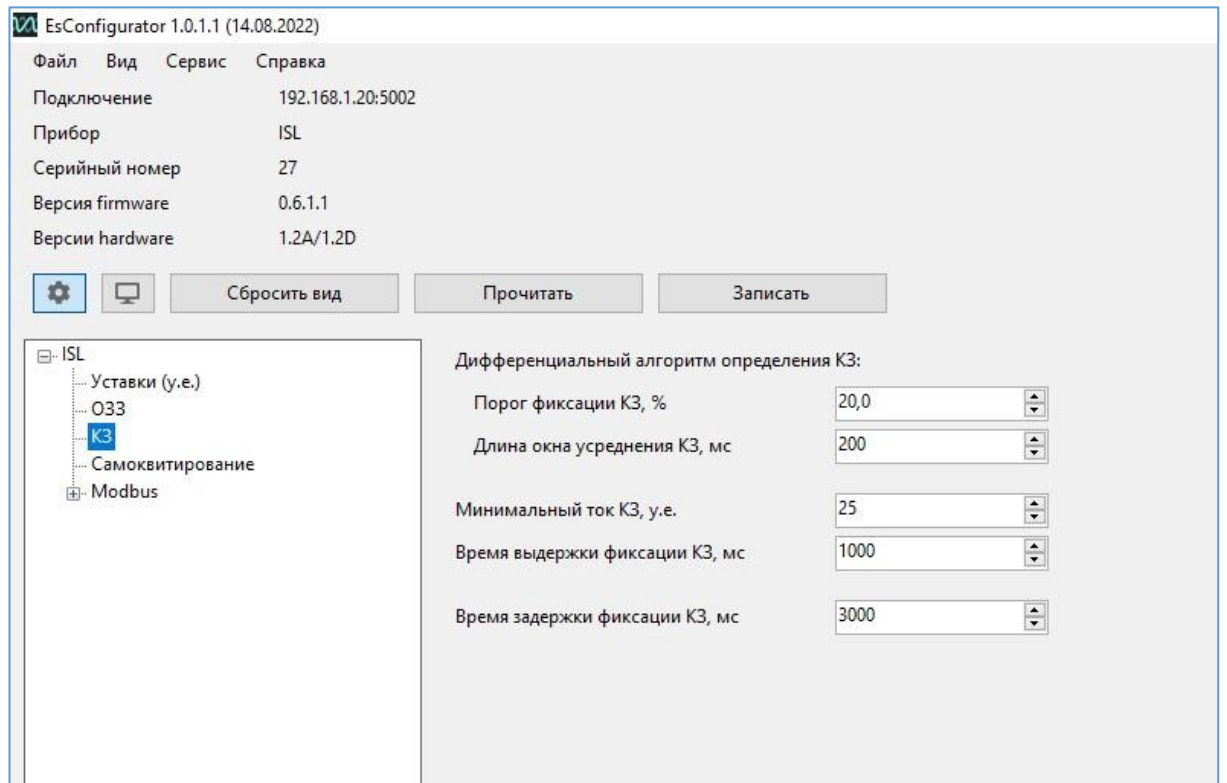 EsConfigurator 1.0.1.1 (14.08.2022)
Файл Вид Сервис Справка
Подключение 192.168.1.20:5002
Прибор ISL
Серийный номер 27
Версия firmware 0.6.1.1
Версии hardware 1.2A/1.2D
Сбросить вид Прочитать Записать
ISL
Уставки (у.е.)
ОЗЗ
КЗ
Самоквитирование
Modbus
Дифференциальный алгоритм определения КЗ:
Порог фиксации КЗ, % 20,0
Длина окна усреднения КЗ, мс 200
Минимальный ток КЗ, у.е. 25
Время выдержки фиксации КЗ, мс 1000
Время задержки фиксации КЗ, мс 3000